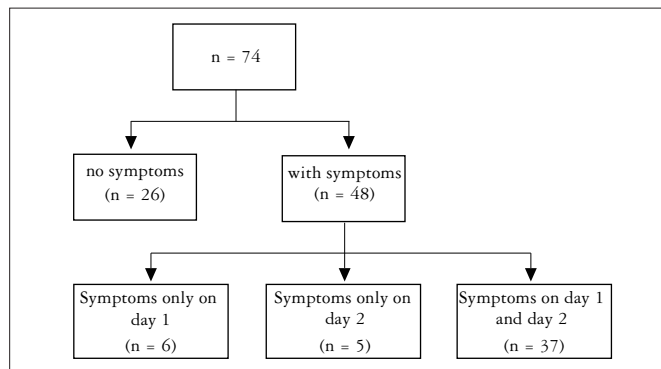 n = 74
no symptoms
(n = 26)
with symptoms
(n = 48)
Symptoms only on
day 1
(n = 6)
Symptoms only on
day 2
(n = 5)
Symptoms on day 1
and day 2
(n = 37)